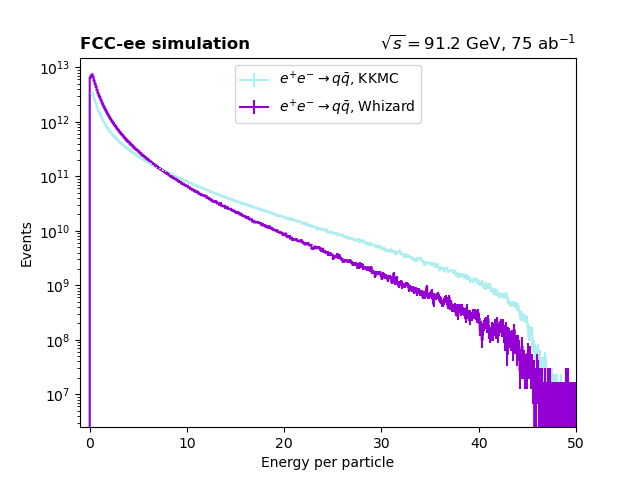 FCC-ee simulation
√s = 91.2 GeV, 75 ab⁻¹
e⁺e⁻ → qq̄, KKMC
e⁺e⁻ → qq̄, Whizard
Events
10¹³
10¹²
10¹¹
10¹⁰
10⁹
10⁸
10⁷
0 10 20 30 40 50
Energy per particle